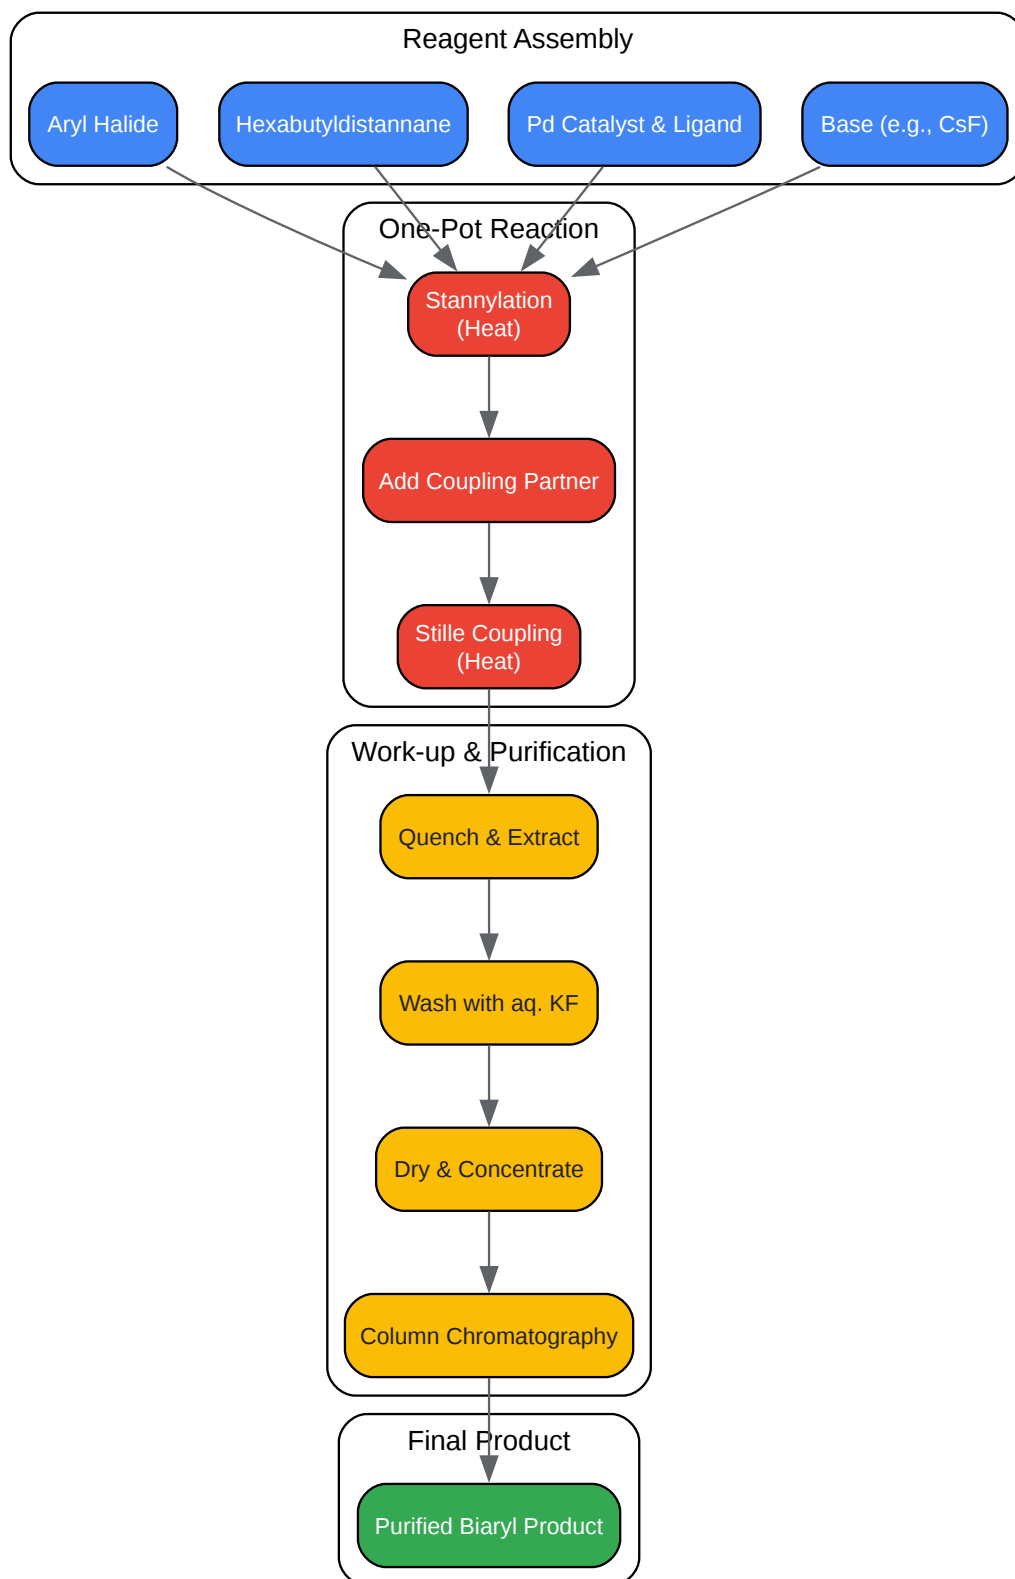 Reagent Assembly
Aryl Halide
Hexabutyldistannane
Pd Catalyst & Ligand
Base (e.g., CsF)
One-Pot Reaction
Stannylation
(Heat)
Add Coupling Partner
Stille Coupling
(Heat)
Work-up & Purification
Quench & Extract
Wash with aq. KF
Dry & Concentrate
Column Chromatography
Final Product
Purified Biaryl Product